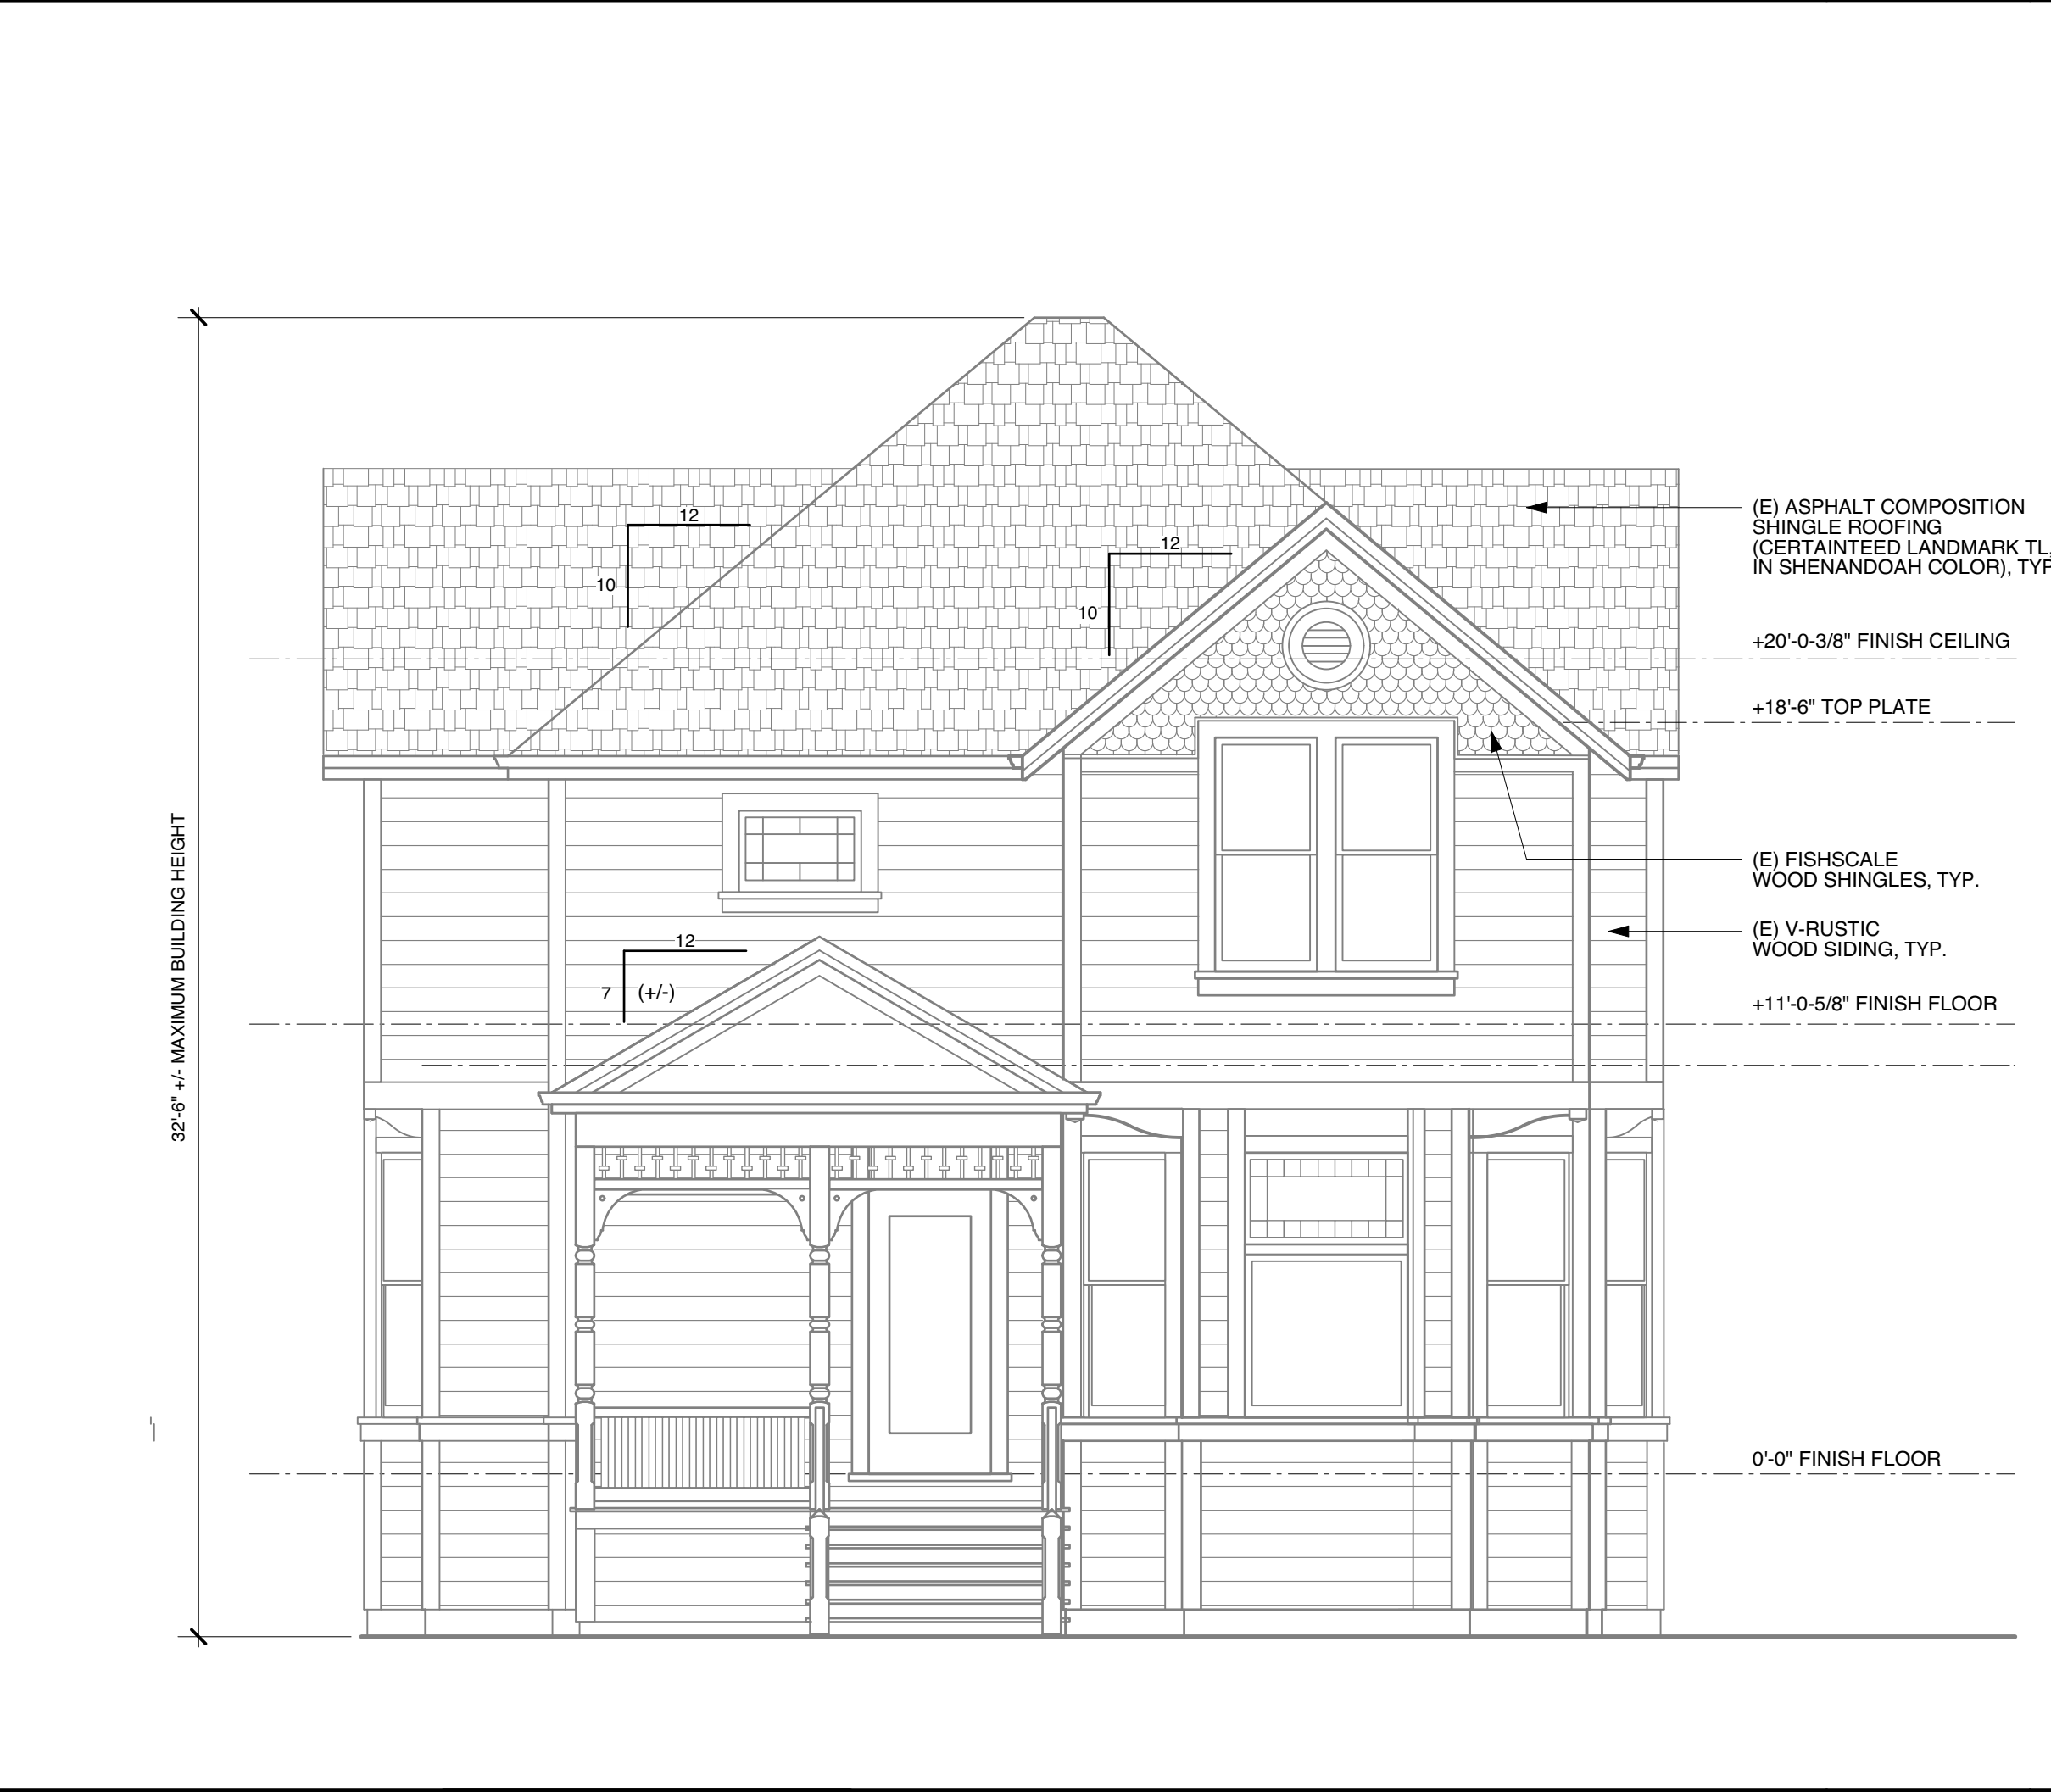 12
10
12
10
(E) ASPHALT COMPOSITION
SHINGLE ROOFING
(CERTAINTEED LANDMARK TL,
IN SHENANDOAH COLOR), TYP
+20'-0-3/8" FINISH CEILING
+18'-6" TOP PLATE
32'-6" +/- MAXIMUM BUILDING HEIGHT
(E) FISHSCALE
WOOD SHINGLES, TYP.
(E) V-RUSTIC
WOOD SIDING, TYP.
12
7 (+/-)
+11'-0-5/8" FINISH FLOOR
0'-0" FINISH FLOOR